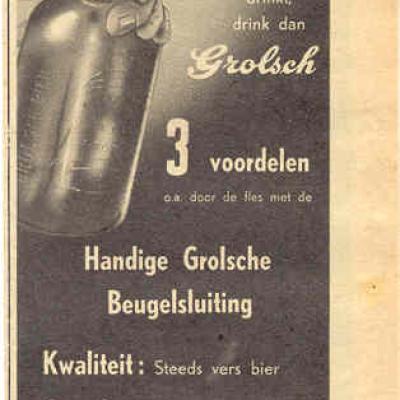 drinkt,
drink dan
Grolsch
3 voordelen
o.a. door de fles met de
Handige Grolsche
Beugelsluiting
Kwaliteit: Steeds vers bier